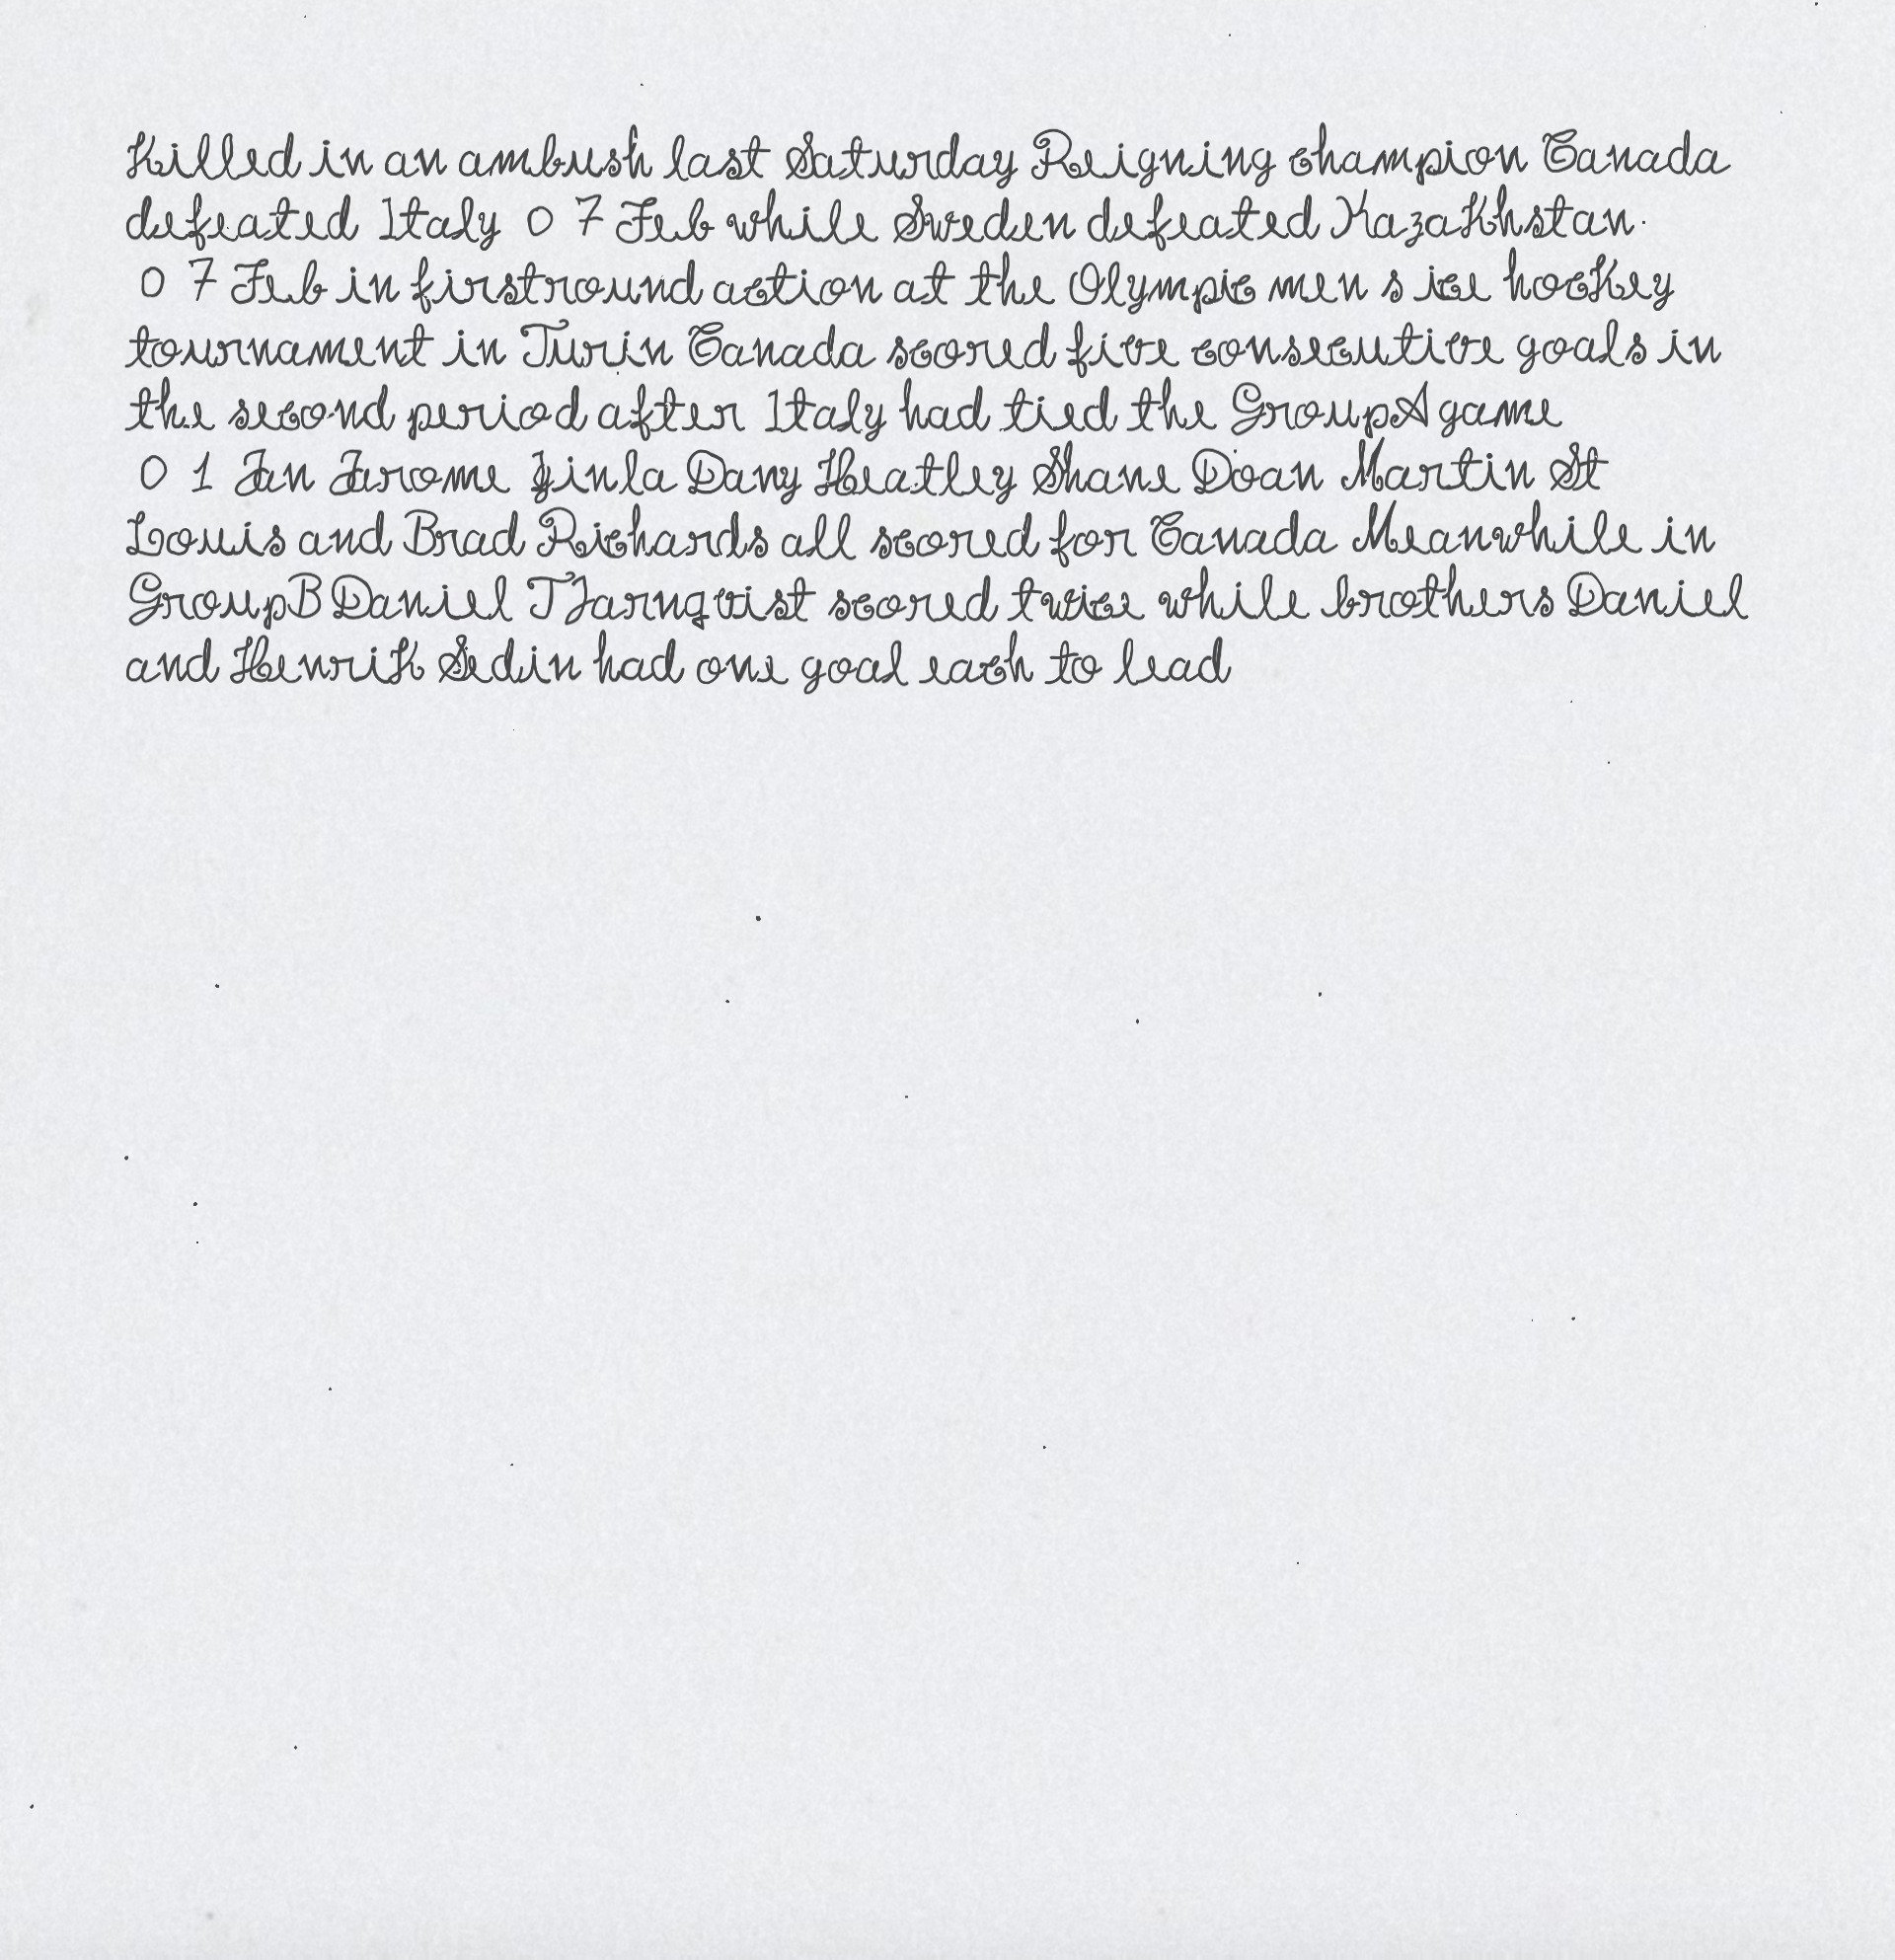 Killed in an ambush last Saturday Reigning champion Canada
defeated Italy 0 7 Feb while Sweden defeated Kazakhstan
0 7 Feb in firstround action at the Olympic men s ice hockey
tournament in Turin Canada scored five consecutive goals in
the second period after Italy had tied the GroupA game
0 1 Jan Jarome Iginla Dany Heatley Shane Doan Martin St
Louis and Brad Richards all scored for Canada Meanwhile in
GroupB Daniel TJarnqvist scored twice while brothers Daniel
and Henrik Sedin had one goal each to lead